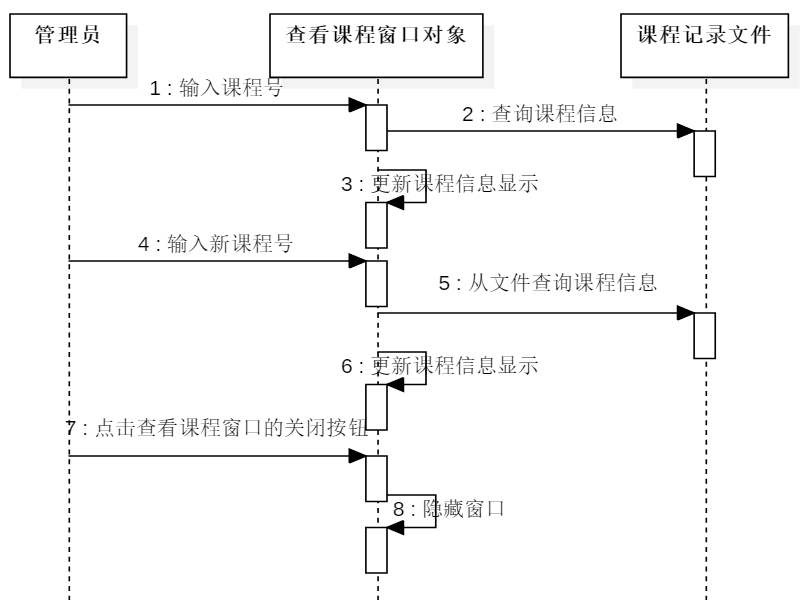 管理员
查看课程窗口对象
课程记录文件
1 : 输入课程号
2 : 查询课程信息
3 : 更新课程信息显示
4 : 输入新课程号
5 : 从文件查询课程信息
6 : 更新课程信息显示
7 : 点击查看课程窗口的关闭按钮
8 : 隐藏窗口